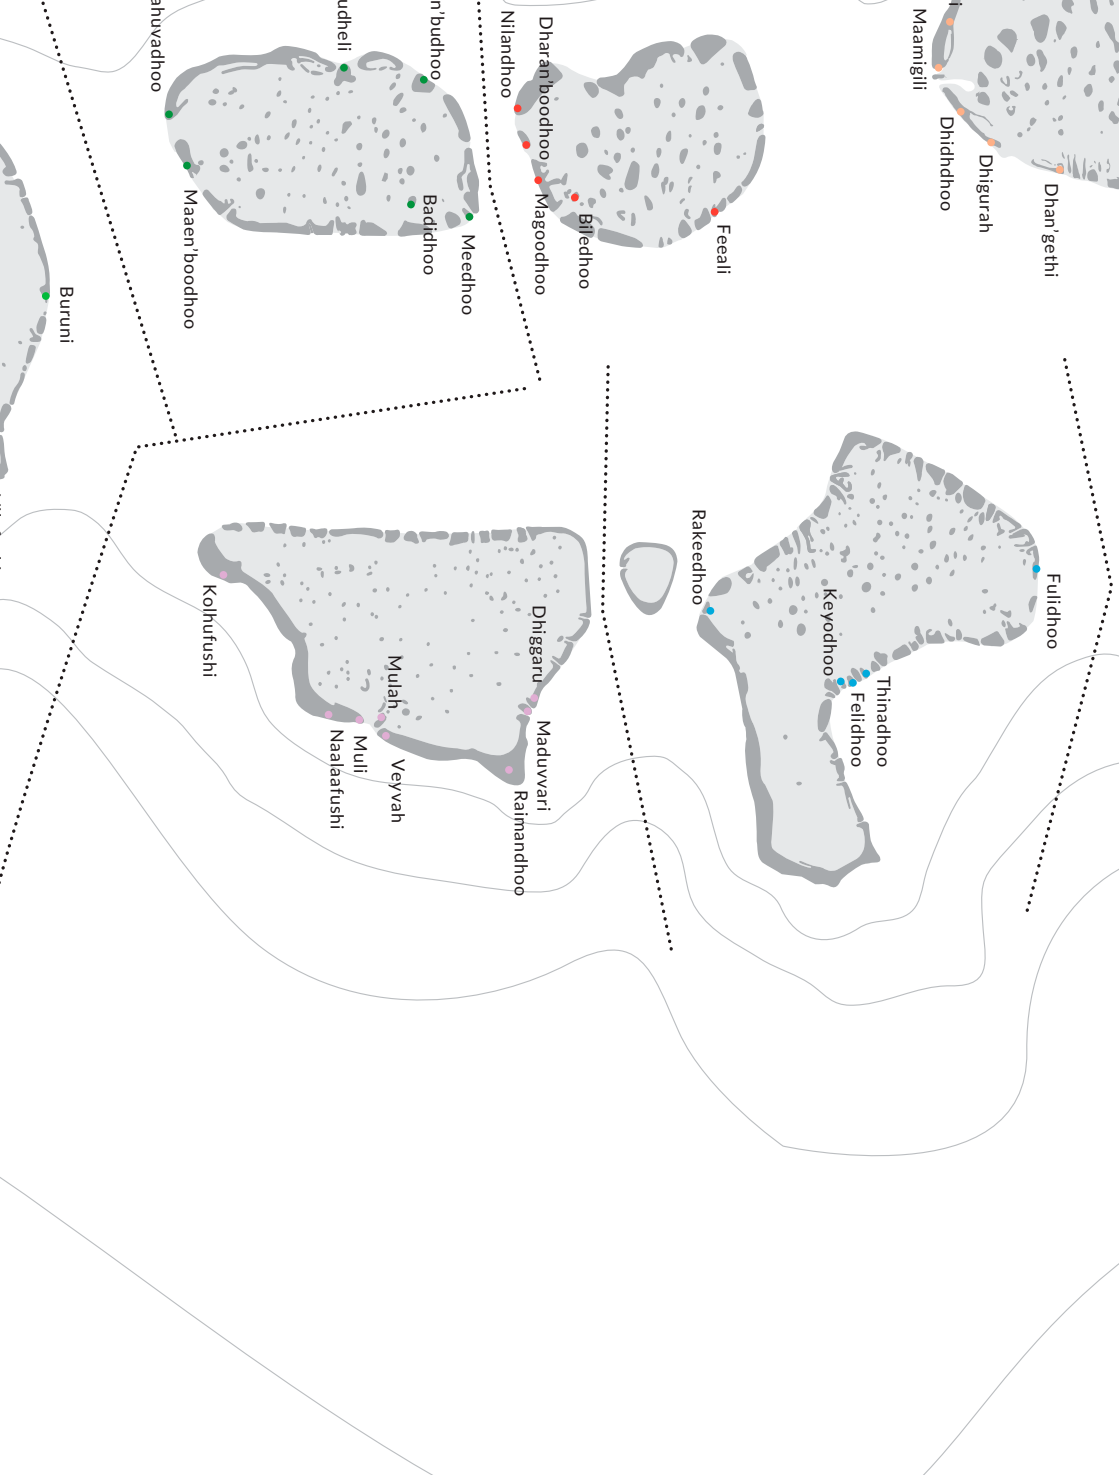 Maamigili
Dhidhdhoo
Dhigurah
Dhan'gethi
Nilandhoo
Dharan'boodhoo
Magoodhoo
Biledhoo
Feeali
ahuvadhoo
udheli
n'budhoo
Maaen'boodhoo
Badidhoo
Meedhoo
Buruni
Fulidhoo
Thinadhoo
Felidhoo
Keyodhoo
Rakeedhoo
Dhiggaru
Maduvvari
Raimandhoo
Veyvah
Mulah
Muli
Naalaafushi
Kolhufushi